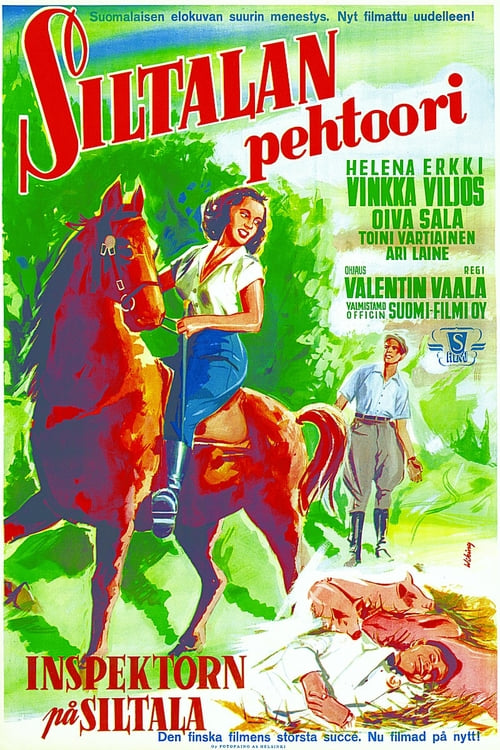 Suomalaisen elokuvan suurin menestys. Nyt filmattu uudelleen!
SILTALAN
pehtoori
HELENA ERKKI
VINKKA VILJOS
OIVA SALA
TOINI VARTIAINEN
ARI LAINE
OHJAUS REGI
VALENTIN VAALA
VALMISTAMO
OFFICIN SUOMI-FILMI OY
S
FILMI
INSPEKTORN
på SILTALA
Den finska filmens största succé. Nu filmad på nytt!